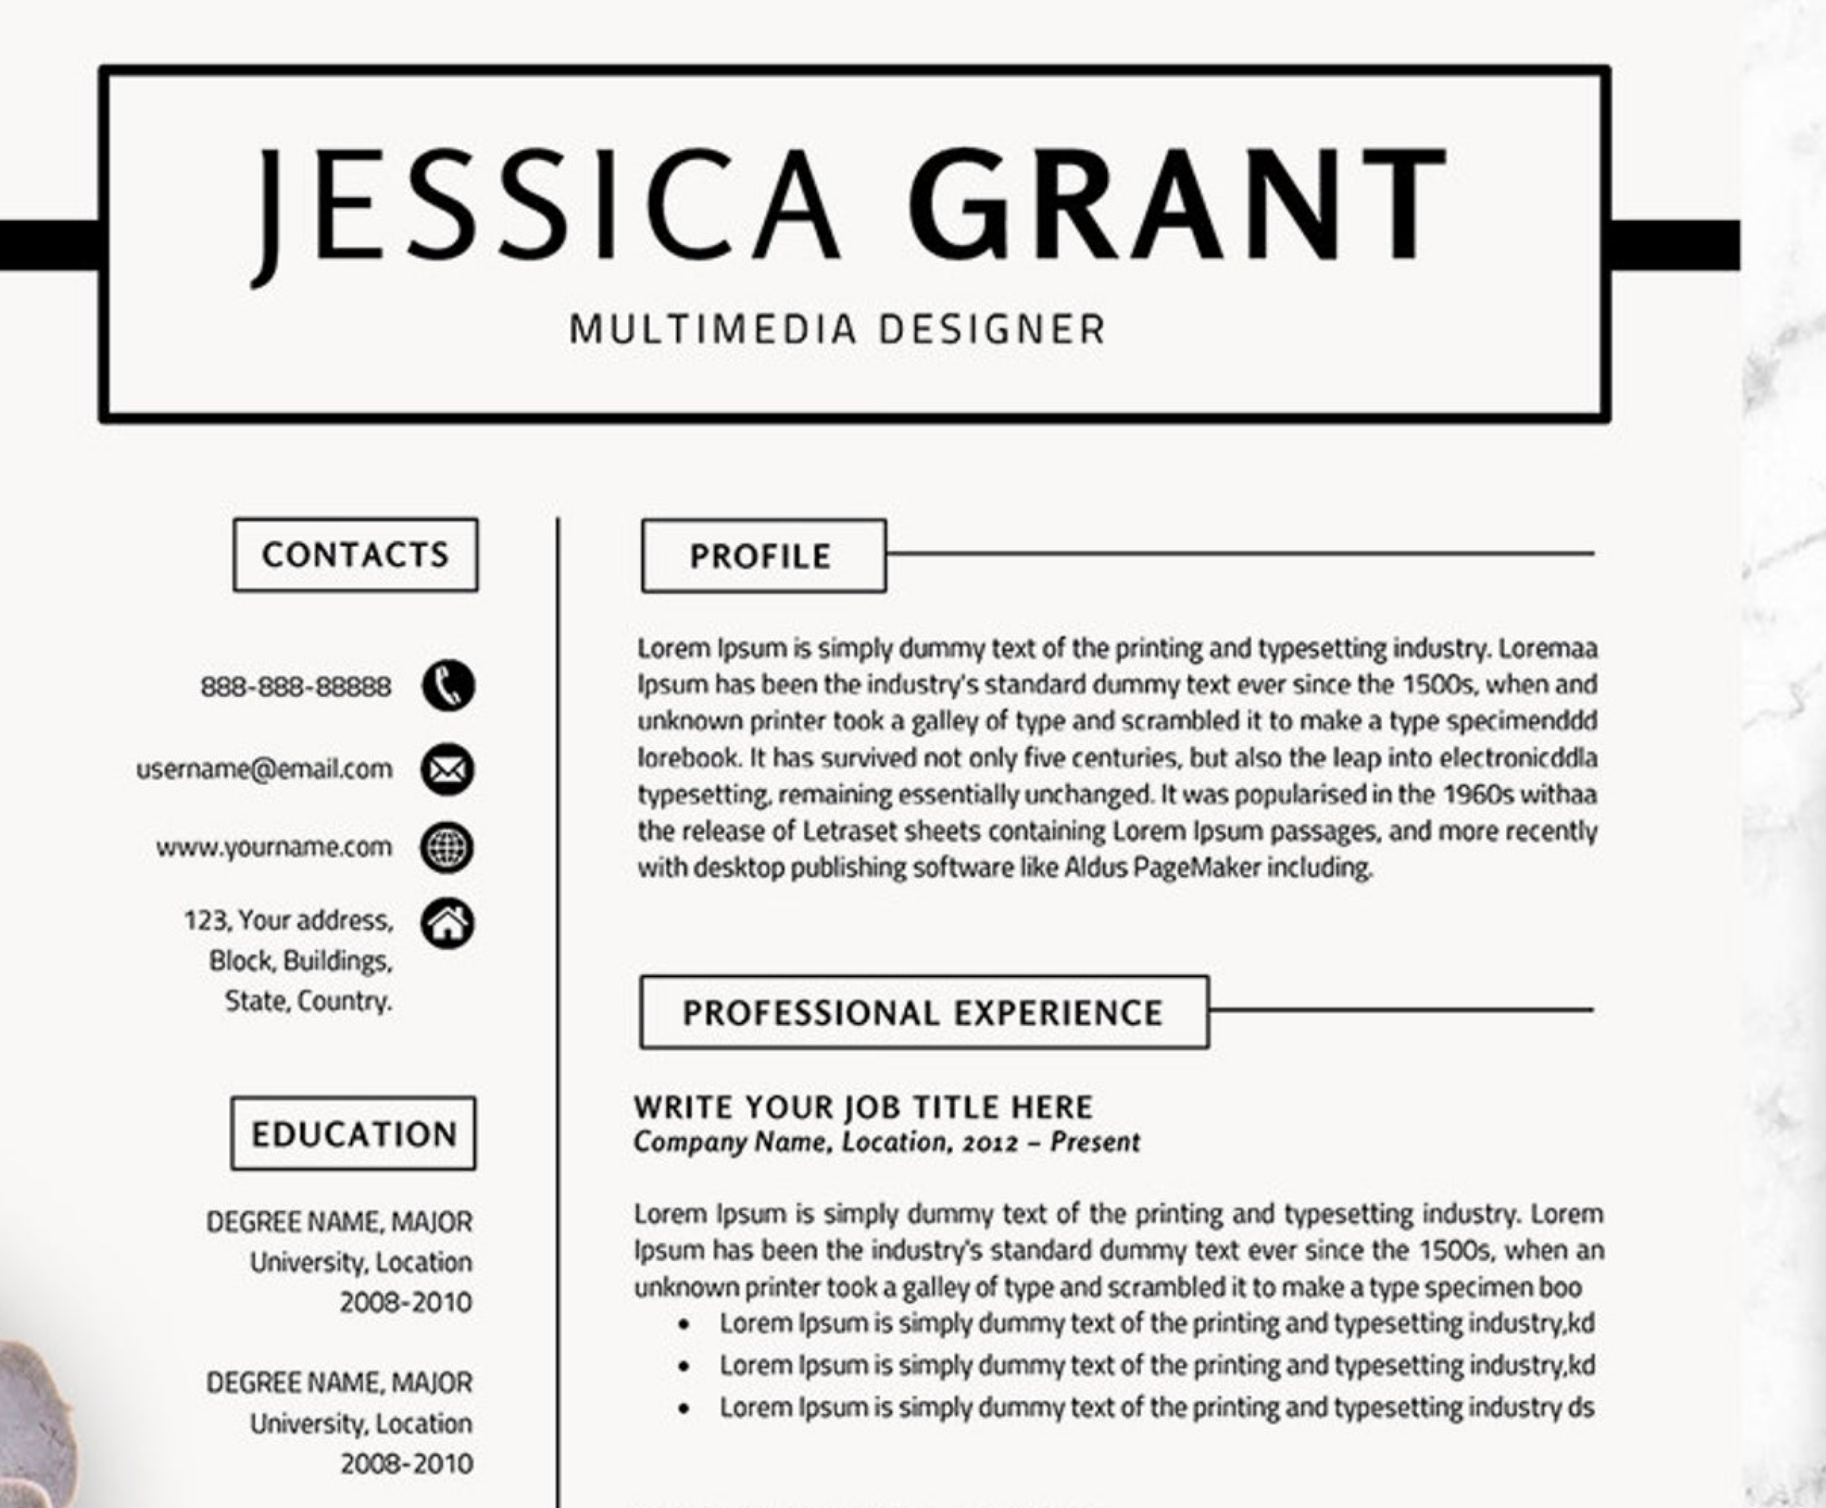 JESSICA GRANT
MULTIMEDIA DESIGNER
CONTACTS
888-888-88888
username@email.com
www.yourname.com
123, Your address,
Block, Buildings,
State, Country.
EDUCATION
DEGREE NAME, MAJOR
University, Location
2008-2010
DEGREE NAME, MAJOR
University, Location
2008-2010
PROFILE
Lorem Ipsum is simply dummy text of the printing and typesetting industry. Loremaa
Ipsum has been the industry's standard dummy text ever since the 1500s, when and
unknown printer took a galley of type and scrambled it to make a type specimenddd
lorebook. It has survived not only five centuries, but also the leap into electronicddla
typesetting, remaining essentially unchanged. It was popularised in the 1960s withaa
the release of Letraset sheets containing Lorem Ipsum passages, and more recently
with desktop publishing software like Aldus PageMaker including.
PROFESSIONAL EXPERIENCE
WRITE YOUR JOB TITLE HERE
Company Name, Location, 2012 – Present
Lorem Ipsum is simply dummy text of the printing and typesetting industry. Lorem
Ipsum has been the industry's standard dummy text ever since the 1500s, when an
unknown printer took a galley of type and scrambled it to make a type specimen boo
• Lorem Ipsum is simply dummy text of the printing and typesetting industry,kd
• Lorem Ipsum is simply dummy text of the printing and typesetting industry,kd
• Lorem Ipsum is simply dummy text of the printing and typesetting industry ds